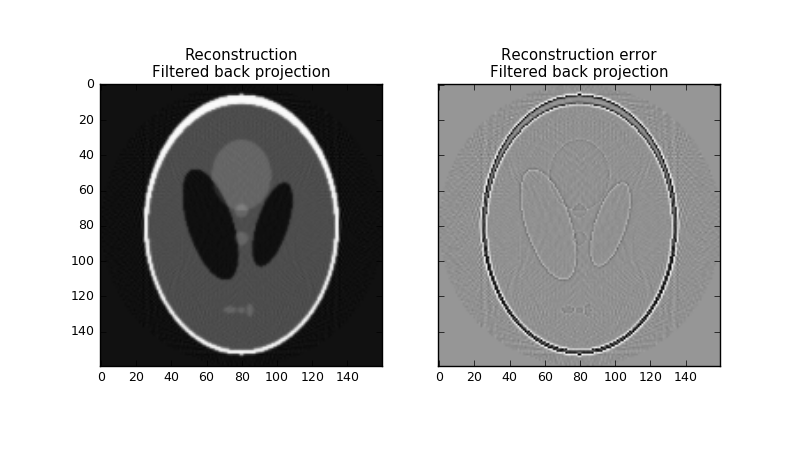 Reconstruction
Filtered back projection
Reconstruction error
Filtered back projection
0
20
40
60
80
100
120
140
0 20 40 60 80 100 120 140
0 20 40 60 80 100 120 140